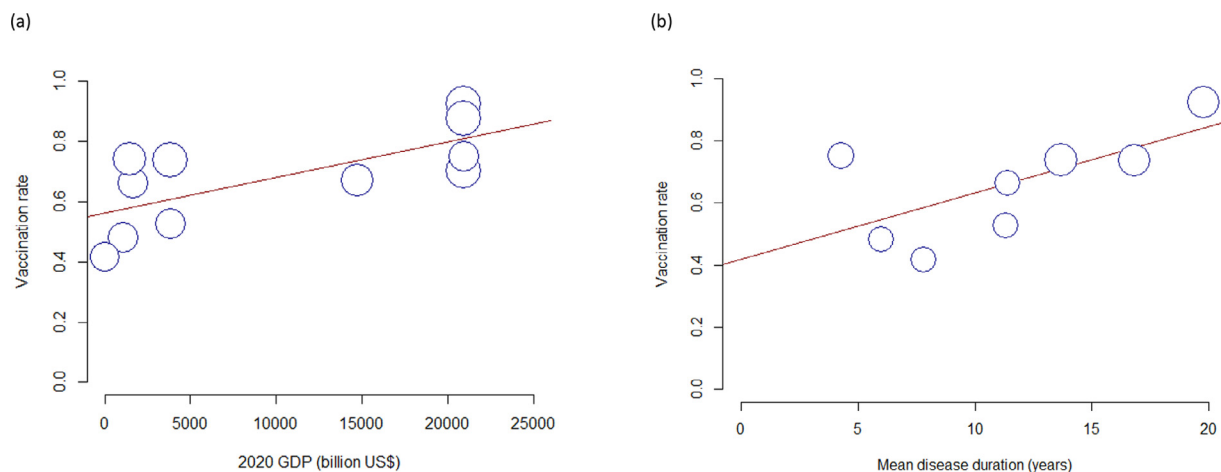 (a)
Vaccination rate
1.0
0.8
0.6
0.4
0.2
0.0
0 5000 10000 15000 20000 25000
2020 GDP (billion US$)
(b)
Vaccination rate
1.0
0.8
0.6
0.4
0.2
0.0
0 5 10 15 20
Mean disease duration (years)